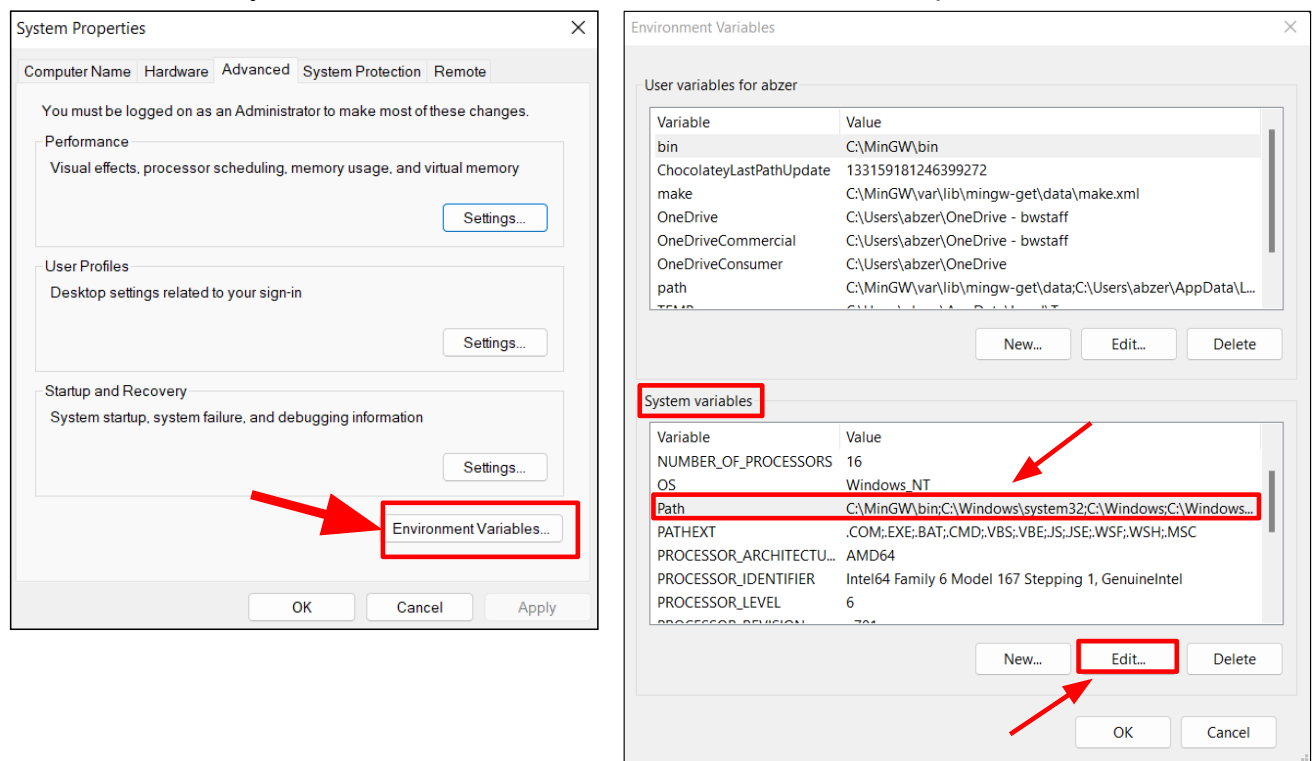 System Properties
Computer Name Hardware Advanced System Protection Remote
You must be logged on as an Administrator to make most of these changes.
Performance
Visual effects, processor scheduling, memory usage, and virtual memory
Settings...
User Profiles
Desktop settings related to your sign-in
Settings...
Startup and Recovery
System startup, system failure, and debugging information
Settings...
Environment Variables...
OK Cancel Apply
Environment Variables
User variables for abzer
Variable Value
bin C:\MinGW\bin
ChocolateyLastPathUpdate 133159181246399272
make C:\MinGW\var\lib\mingw-get\data\make.xml
OneDrive C:\Users\abzer\OneDrive - bwstaff
OneDriveCommercial C:\Users\abzer\OneDrive - bwstaff
OneDriveConsumer C:\Users\abzer\OneDrive
path C:\MinGW\var\lib\mingw-get\data;C:\Users\abzer\AppData\L...
New... Edit... Delete
System variables
Variable Value
NUMBER_OF_PROCESSORS 16
OS Windows_NT
Path C:\MinGW\bin;C:\Windows\system32;C:\Windows;C:\Windows...
PATHEXT .COM;.EXE;.BAT;.CMD;.VBS;.VBE;.JS;.JSE;.WSF;.WSH;.MSC
PROCESSOR_ARCHITECTU... AMD64
PROCESSOR_IDENTIFIER Intel64 Family 6 Model 167 Stepping 1, GenuineIntel
PROCESSOR_LEVEL 6
New... Edit... Delete
OK Cancel